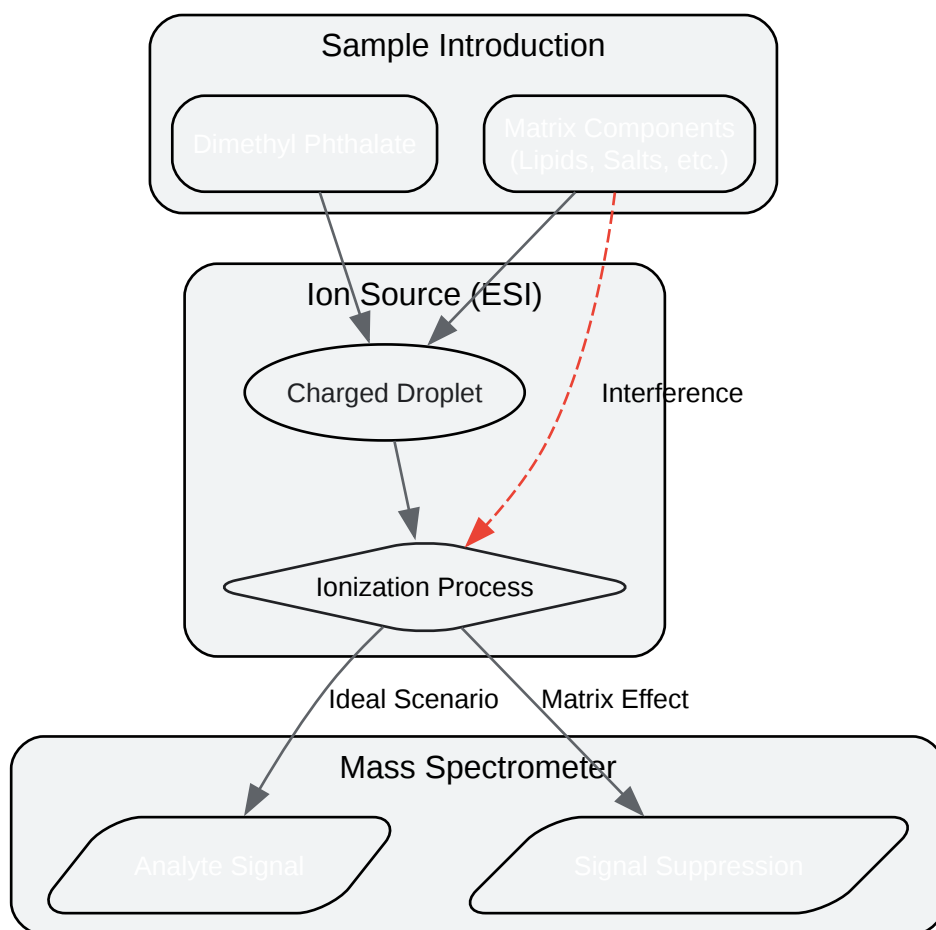 Sample Introduction
Dimethyl Phthalate
Matrix Components
(Lipids, Salts, etc.)
Ion Source (ESI)
Charged Droplet
Interference
Ionization Process
Ideal Scenario
Matrix Effect
Mass Spectrometer
Analyte Signal
Signal Suppression